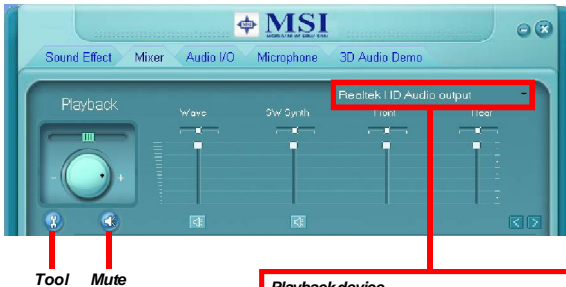 MSI
Sound Effect Mixer Audio I/O Microphone 3D Audio Demo
Realtek HD Audio output
Playback
Wave SW Synth Front Rear
- +
Tool Mute
Playback device